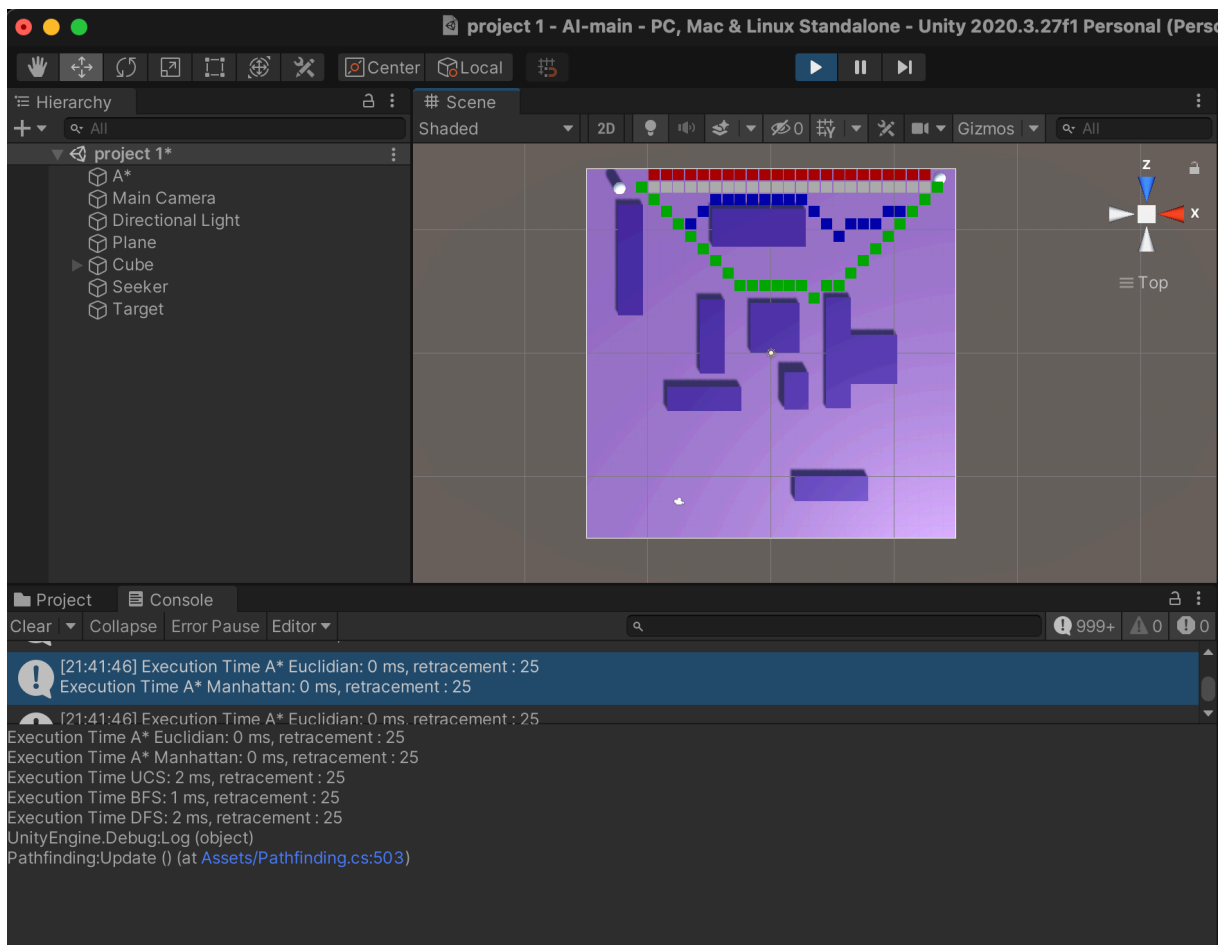 project 1 - AI-main - PC, Mac & Linux Standalone - Unity 2020.3.27f1 Personal (Perso
Center Local
Hierarchy
All
project 1*
A*
Main Camera
Directional Light
Plane
Cube
Seeker
Target
Scene
Shaded 2D 0 Gizmos All
z
x
Top
Project Console
Clear Collapse Error Pause Editor 999+ 0 0
[21:41:46] Execution Time A* Euclidian: 0 ms, retracement : 25
Execution Time A* Manhattan: 0 ms, retracement : 25
[21:41:46] Execution Time A* Euclidian: 0 ms, retracement : 25
Execution Time A* Euclidian: 0 ms, retracement : 25
Execution Time A* Manhattan: 0 ms, retracement : 25
Execution Time UCS: 2 ms, retracement : 25
Execution Time BFS: 1 ms, retracement : 25
Execution Time DFS: 2 ms, retracement : 25
UnityEngine.Debug:Log (object)
Pathfinding:Update () (at Assets/Pathfinding.cs:503)